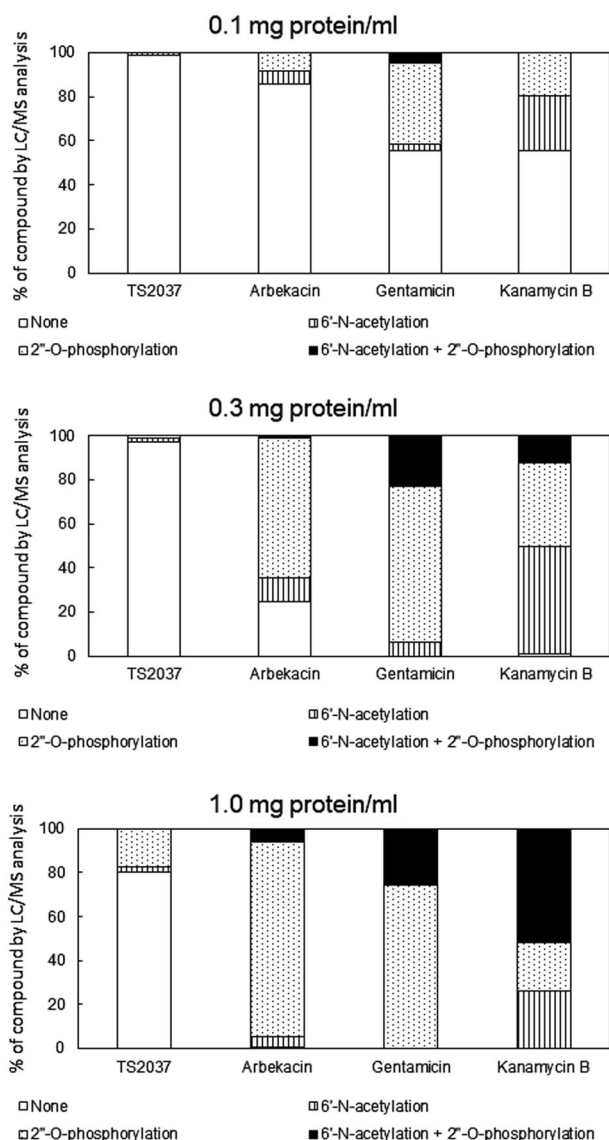 0.1 mg protein/ml
% of compound by LC/MS analysis
100
80
60
40
20
0
TS2037 Arbekacin Gentamicin Kanamycin B
None 6'-N-acetylation
2"-O-phosphorylation 6'-N-acetylation + 2"-O-phosphorylation
0.3 mg protein/ml
% of compound by LC/MS analysis
100
80
60
40
20
0
TS2037 Arbekacin Gentamicin Kanamycin B
None 6'-N-acetylation
2"-O-phosphorylation 6'-N-acetylation + 2"-O-phosphorylation
1.0 mg protein/ml
% of compound by LC/MS analysis
100
80
60
40
20
0
TS2037 Arbekacin Gentamicin Kanamycin B
None 6'-N-acetylation
2"-O-phosphorylation 6'-N-acetylation + 2"-O-phosphorylation